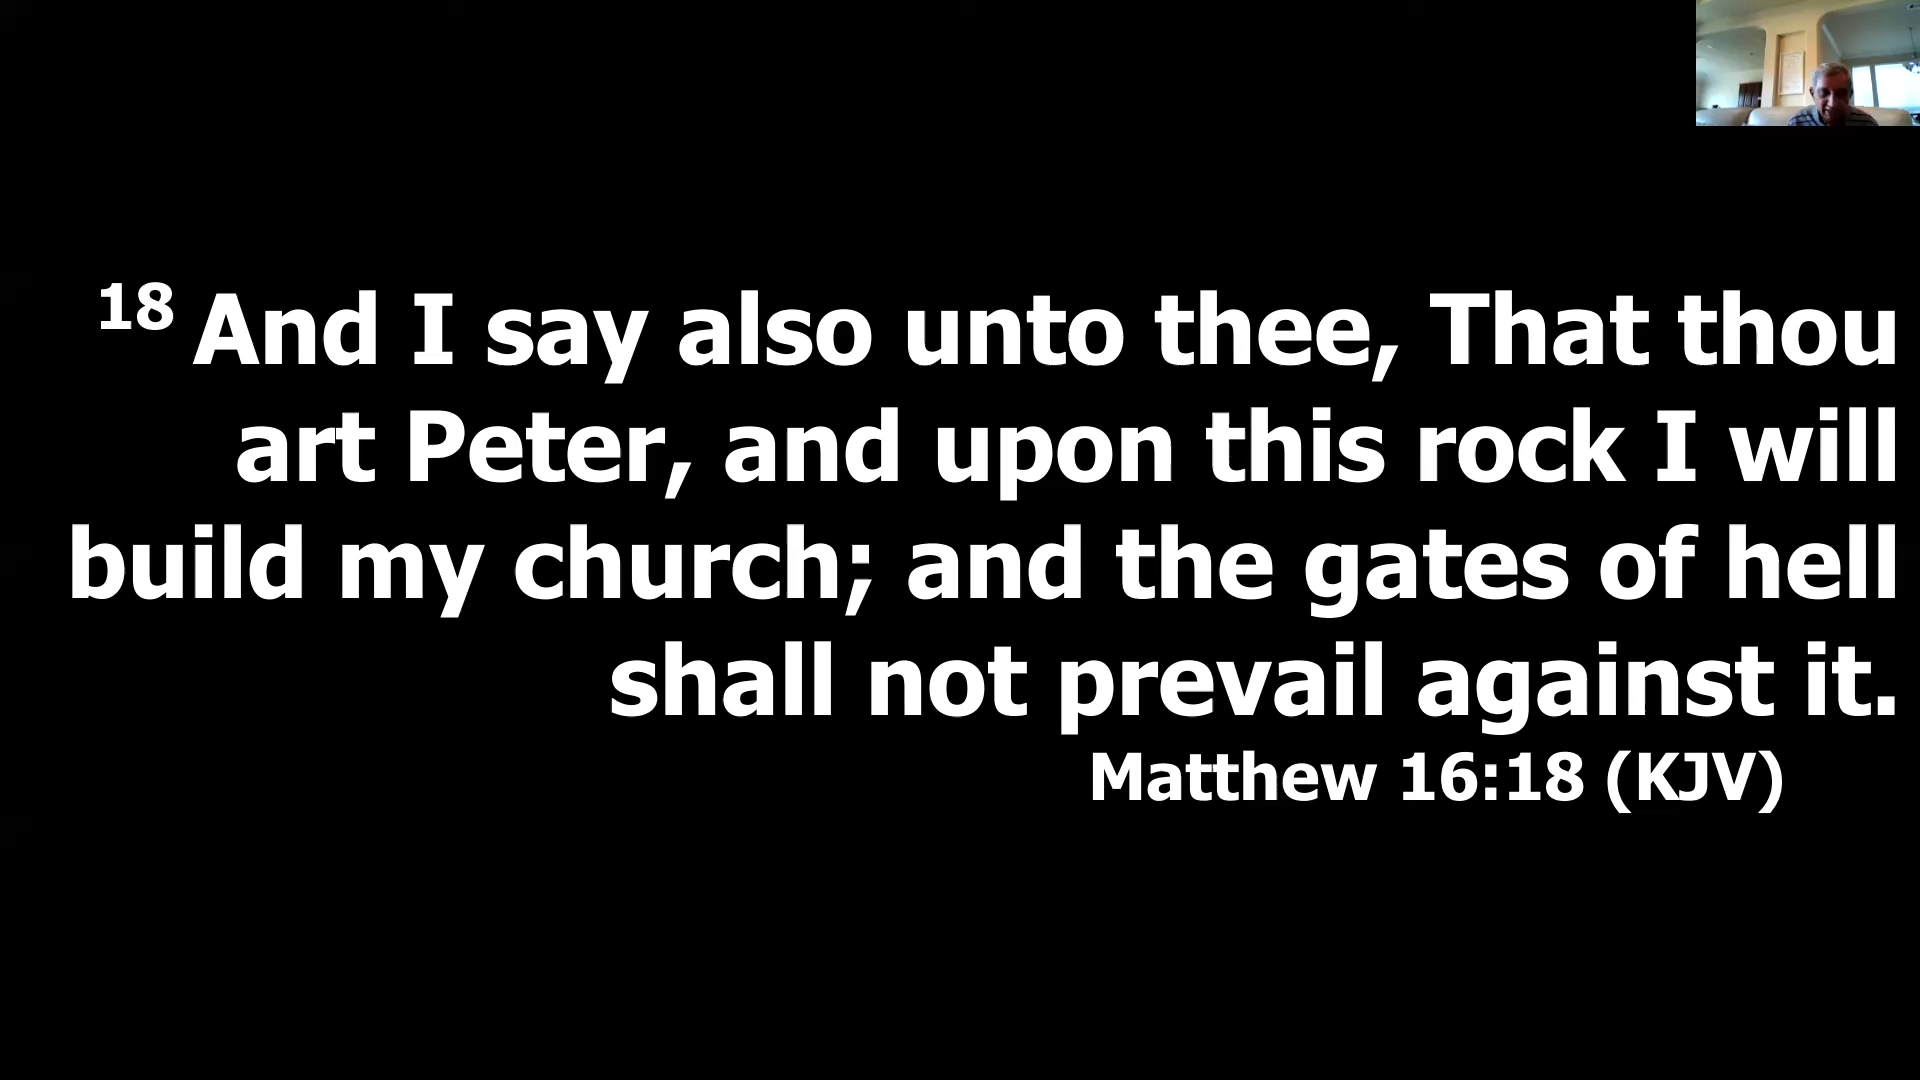 18 And I say also unto thee, That thou
art Peter, and upon this rock I will
build my church; and the gates of hell
shall not prevail against it.
Matthew 16:18 (KJV)